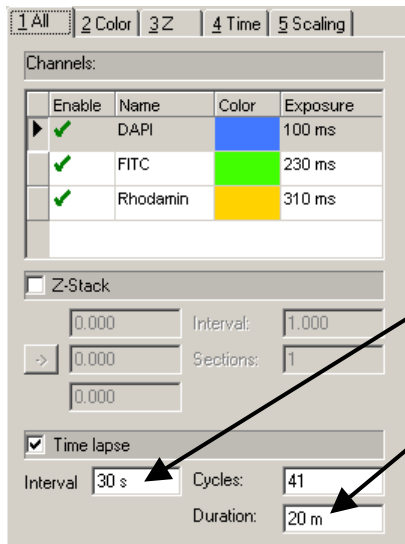 1 All 2 Color 3 Z 4 Time 5 Scaling
Channels:
Enable Name Color Exposure
DAPI 100 ms
FITC 230 ms
Rhodamin 310 ms
Z-Stack
0.000 Interval: 1.000
-> 0.000 Sections: 1
0.000
Time lapse
Interval 30 s Cycles: 41
Duration: 20 m